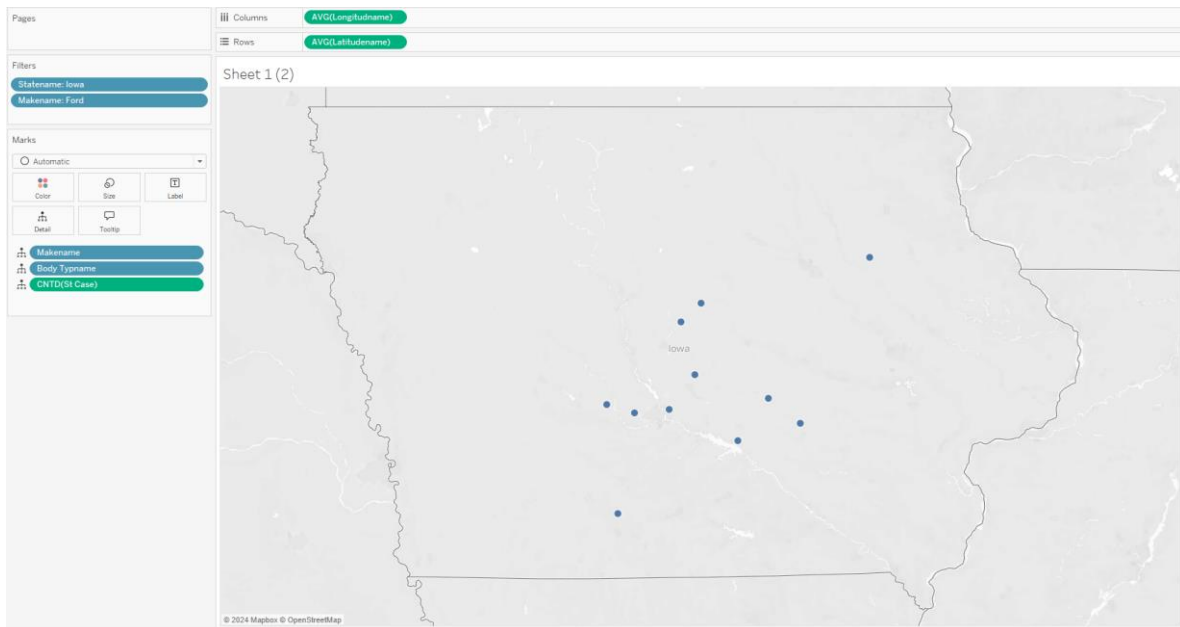 Pages
Columns
AVG(Longitudname)
Rows
AVG(Latitudename)
Filters
Statename: Iowa
Makename: Ford
Marks
Automatic
Color
Size
Label
Detail
Tooltip
Makename
Body Typname
CNTD(St Case)
Sheet 1 (2)
Iowa
© 2024 Mapbox © OpenStreetMap